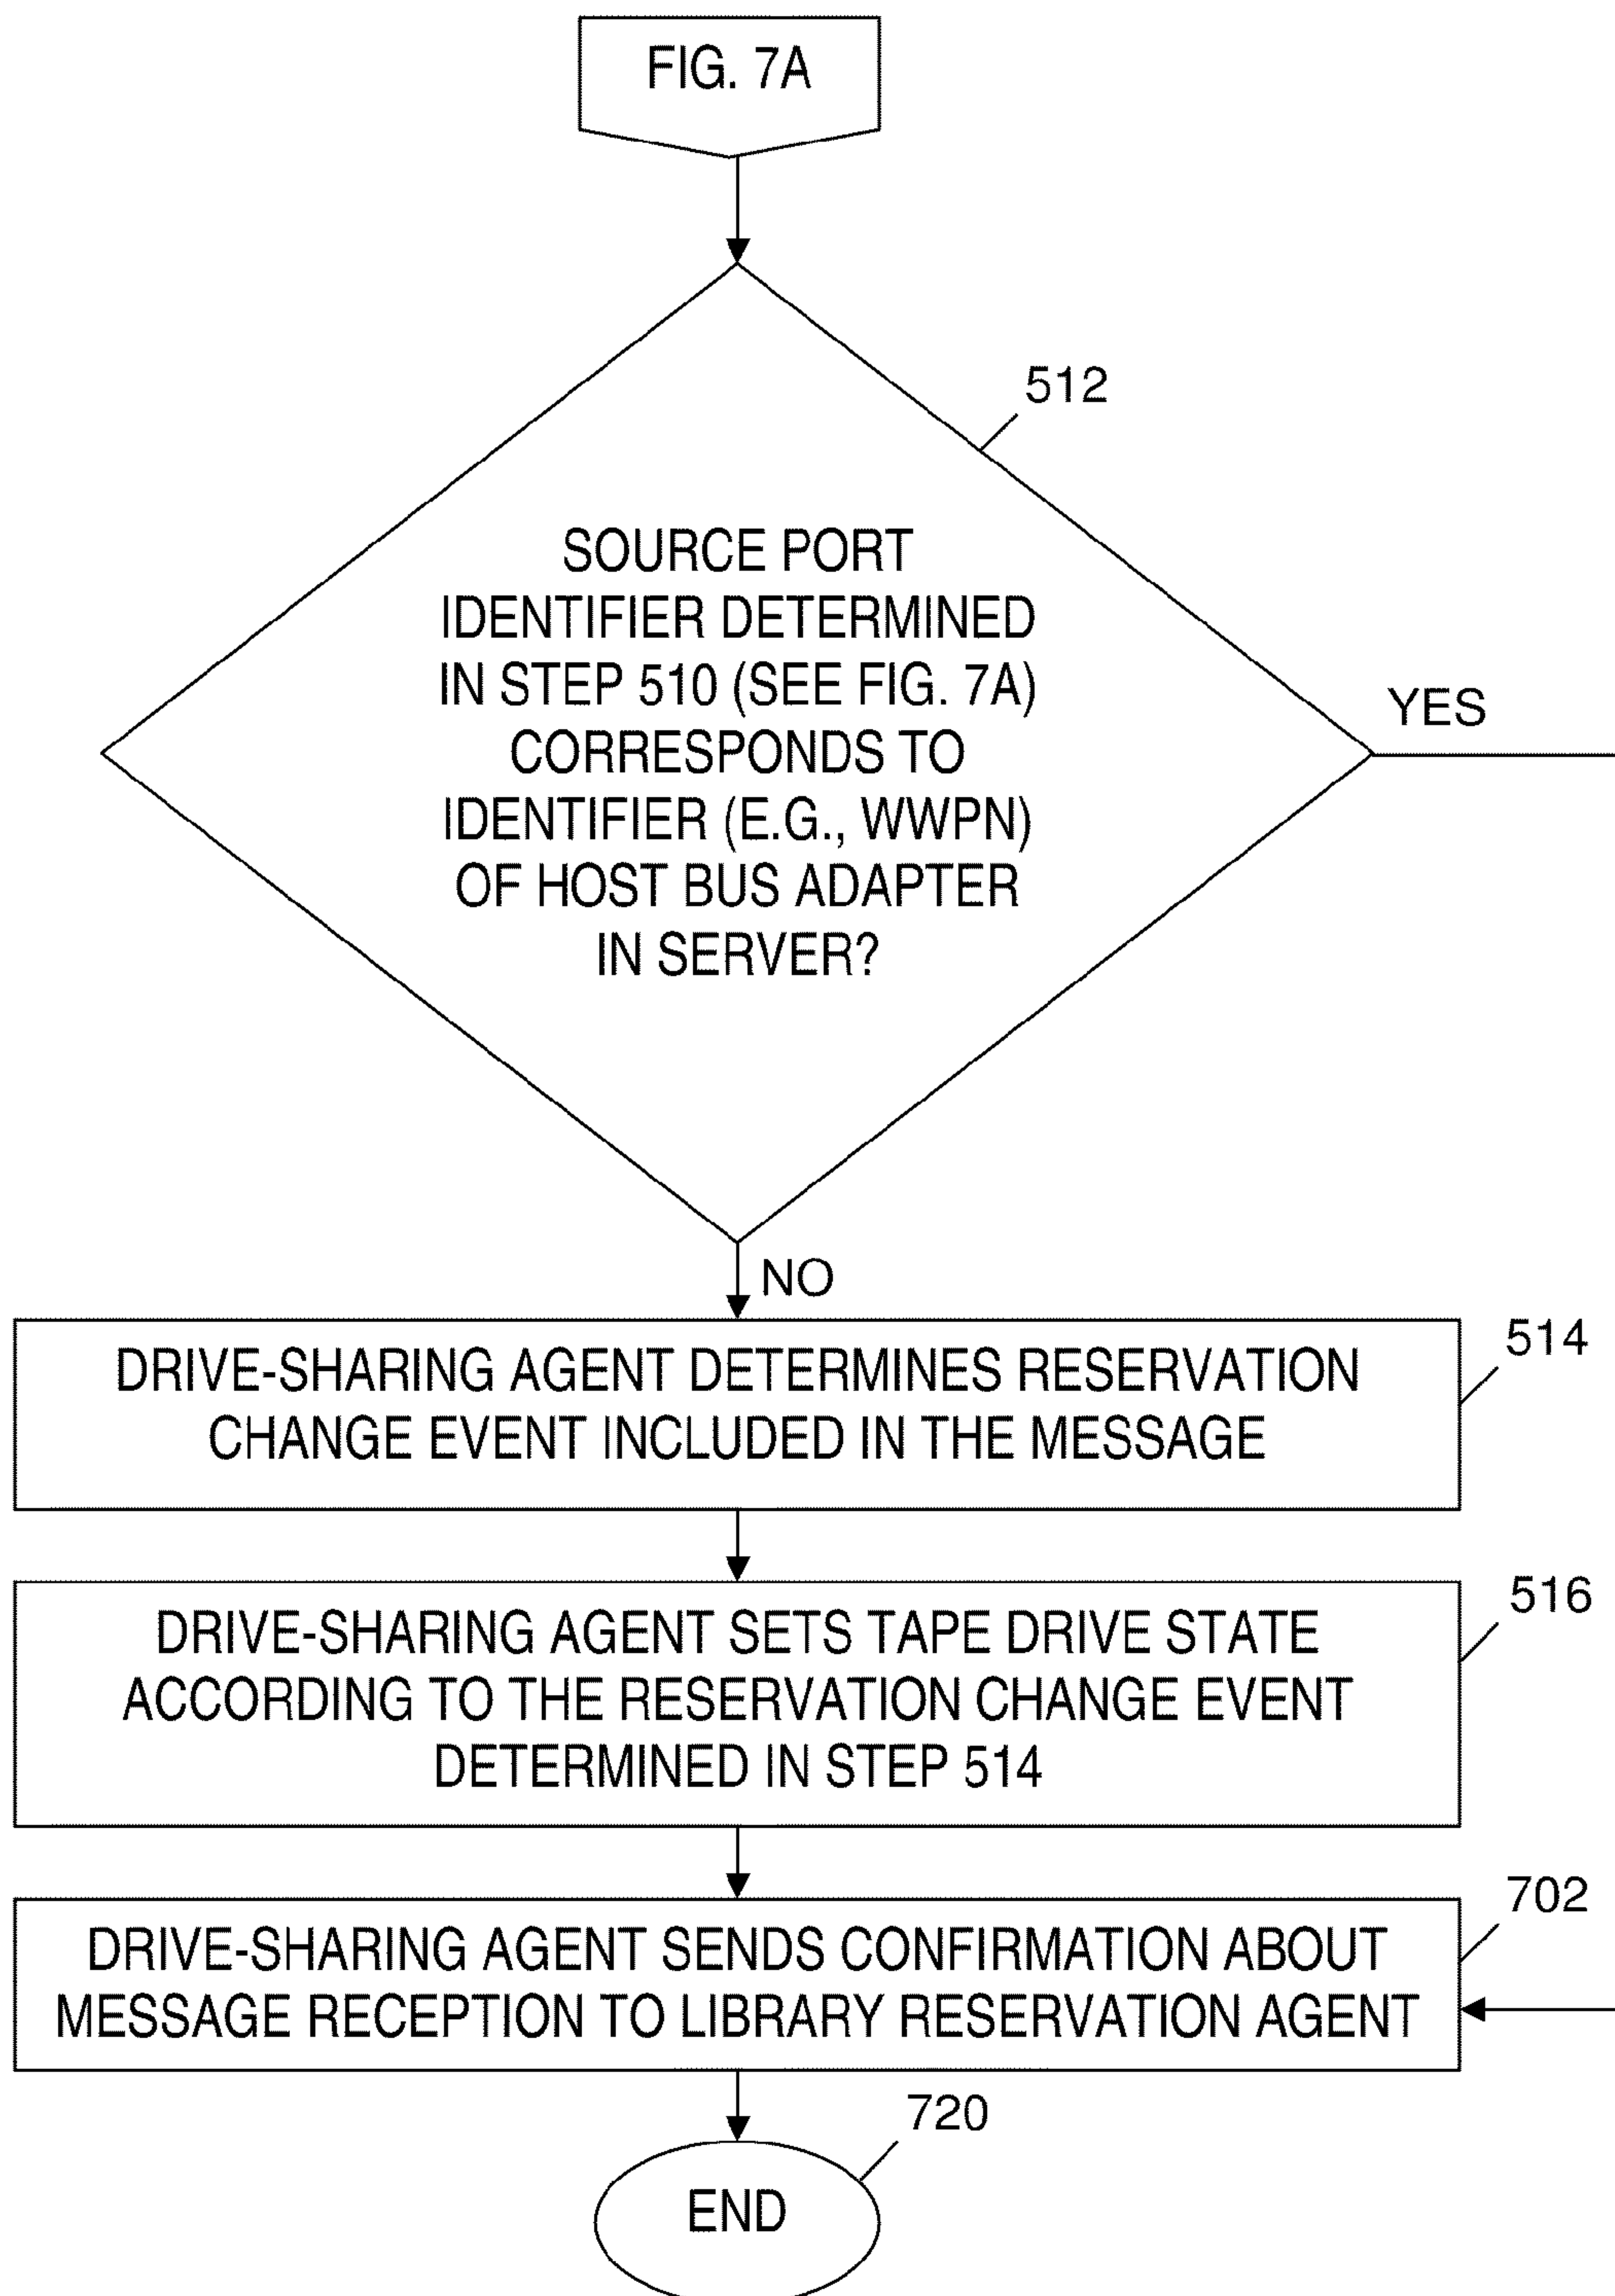 FIG. 7A
512
SOURCE PORT
IDENTIFIER DETERMINED
IN STEP 510 (SEE FIG. 7A)
CORRESPONDS TO
IDENTIFIER (E.G., WWPN)
OF HOST BUS ADAPTER
IN SERVER?
YES
NO
514
DRIVE-SHARING AGENT DETERMINES RESERVATION
CHANGE EVENT INCLUDED IN THE MESSAGE
516
DRIVE-SHARING AGENT SETS TAPE DRIVE STATE
ACCORDING TO THE RESERVATION CHANGE EVENT
DETERMINED IN STEP 514
702
DRIVE-SHARING AGENT SENDS CONFIRMATION ABOUT
MESSAGE RECEPTION TO LIBRARY RESERVATION AGENT
720
END